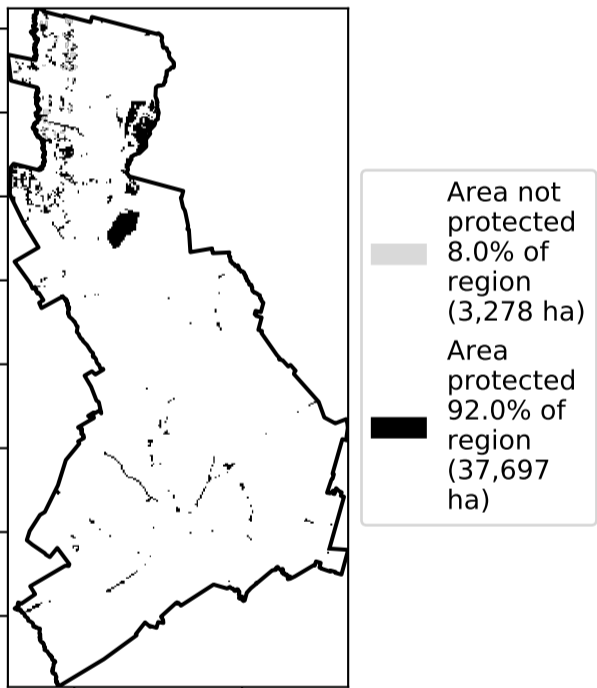 Area not
protected
8.0% of
region
(3,278 ha)
Area
protected
92.0% of
region
(37,697
ha)